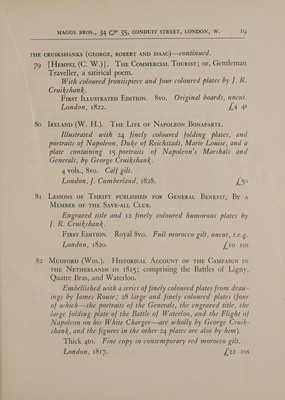 MAGGS BROS., 34 & 35, CONDUIT STREET, LONDON, W. 19
THE CRUIKSHANKS (GEORGE, ROBERT AND ISAAC)—continued.
79 [HEMPEL (C. W.)]. THE COMMERCIAL TOURIST; or, Gentleman
Traveller, a satirical poem.
With coloured frontispiece and four coloured plates by J. R.
Cruikshank.
FIRST ILLUSTRATED EDITION. 8vo. Original boards, uncut.
London, 1822. £4 4s
80 IRELAND (W. H.). THE LIFE OF NAPOLEON BONAPARTE.
Illustrated with 24 finely coloured folding plates, and
portraits of Napoleon, Duke of Reichstadt, Marie Louise, and a
plate containing 15 portraits of Napoleon's Marshals and
Generals, by George Cruikshank.
4 vols., 8vo. Calf gilt.
London, J. Cumberland, 1828. £50
81 LESSONS OF THRIFT PUBLISHED FOR GENERAL BENEFIT, BY A
MEMBER OF THE SAVE-ALL CLUB.
Engraved title and 12 finely coloured humorous plates by
J. R. Cruikshank.
FIRST EDITION. Royal 8vo. Full morocco gilt, uncut, t.e.g.
London, 1820. £10 10s
82 MUDFORD (WM.). HISTORICAL ACCOUNT OF THE CAMPAIGN IN
THE NETHERLANDS IN 1815; comprising the Battles of Ligny,
Quatre Bras, and Waterloo.
Embellished with a series of finely coloured plates from draw-
ings by James Rouse; 28 large and finely coloured plates (four
of which—the portraits of the Generals, the engraved title, the
large folding plate of the Battle of Waterloo, and the Flight of
Napoleon on his White Charger—are wholly by George Cruik-
shank, and the figures in the other 24 plates are also by him).
Thick 4to. Fine copy in contemporary red morocco gilt.
London, 1817. £22 10s